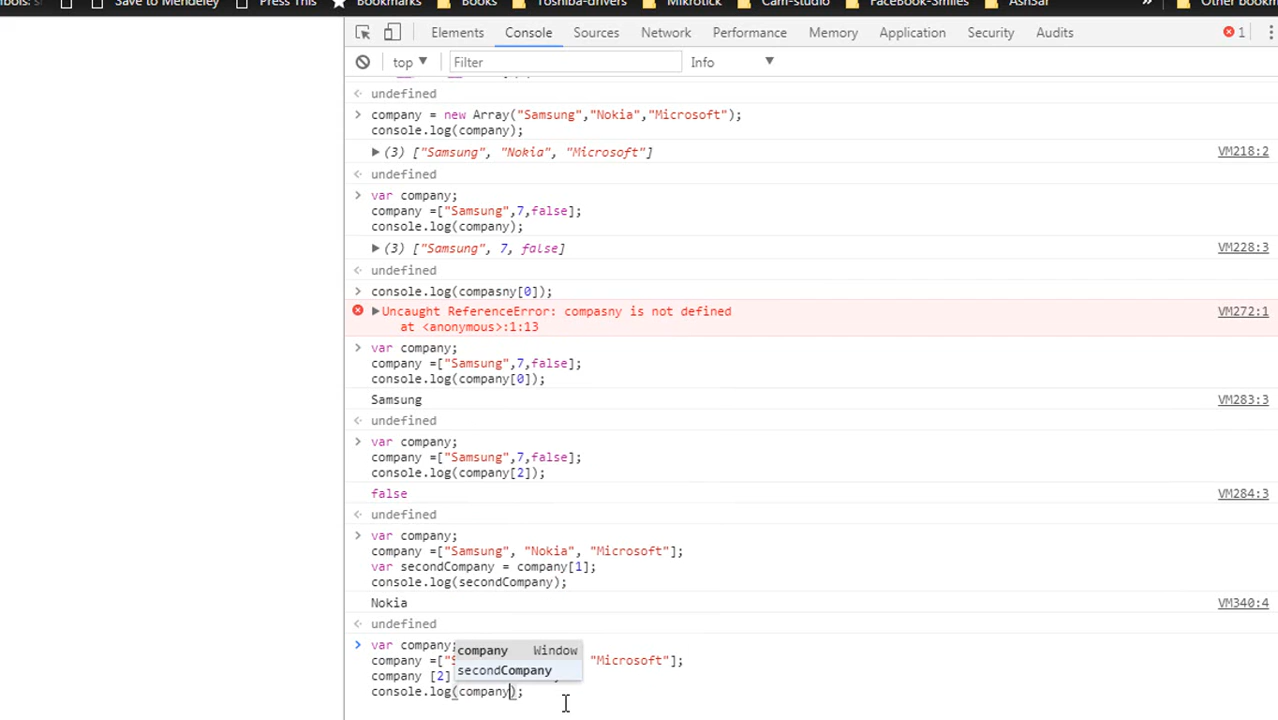 Save to Mendeley Press This Bookmarks Books Toshiba-drivers Mikrotick Cam-studio FaceBook-Smiles AshSar » Other bookm
Elements Console Sources Network Performance Memory Application Security Audits 1
top Filter Info
undefined
company = new Array("Samsung","Nokia","Microsoft");
console.log(company);
(3) ["Samsung", "Nokia", "Microsoft"] VM218:2
undefined
var company;
company =["Samsung",7,false];
console.log(company);
(3) ["Samsung", 7, false] VM228:3
undefined
console.log(compasny[0]);
Uncaught ReferenceError: compasny is not defined VM272:1
at <anonymous>:1:13
var company;
company =["Samsung",7,false];
console.log(company[0]);
Samsung VM283:3
undefined
var company;
company =["Samsung",7,false];
console.log(company[2]);
false VM284:3
undefined
var company;
company =["Samsung", "Nokia", "Microsoft"];
var secondCompany = company[1];
console.log(secondCompany);
Nokia VM340:4
undefined
var company;
company Window
company =["S "Microsoft"];
secondCompany
company [2]
console.log(company);